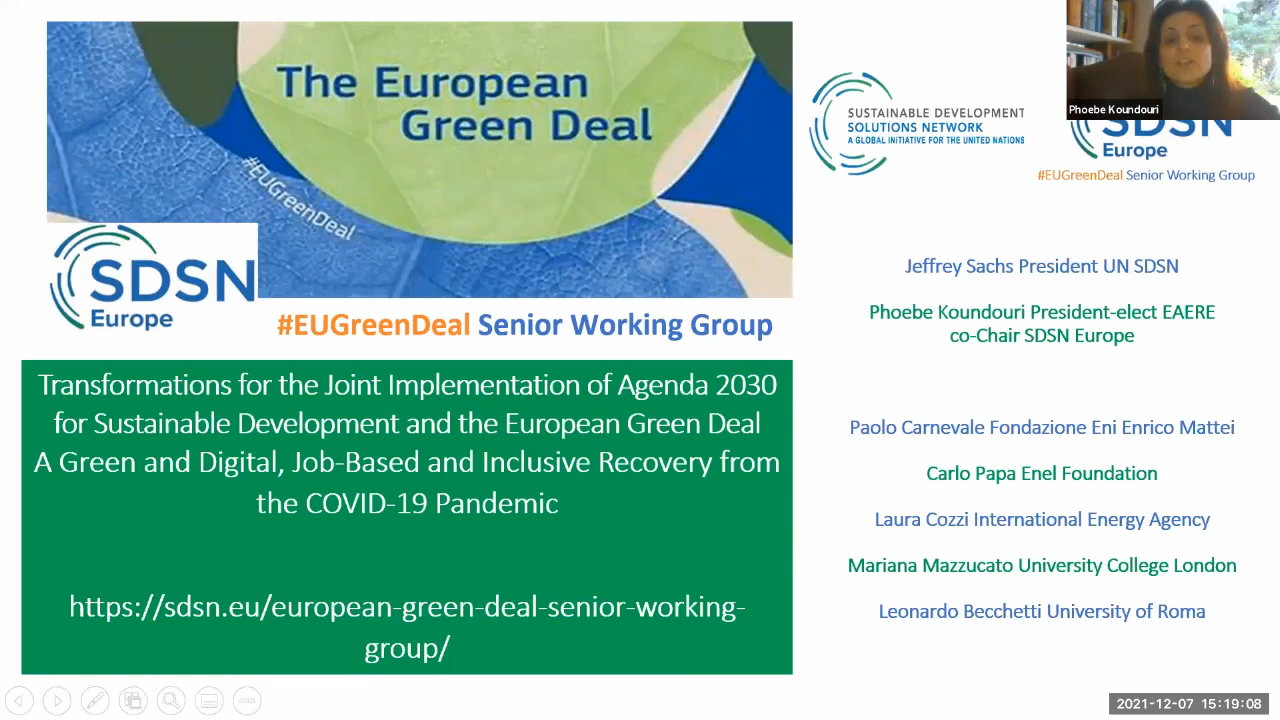 The European
Green Deal
#EUGreenDeal
SDSN
Europe
#EUGreenDeal Senior Working Group
Transformations for the Joint Implementation of Agenda 2030
for Sustainable Development and the European Green Deal
A Green and Digital, Job-Based and Inclusive Recovery from
the COVID-19 Pandemic
https://sdsn.eu/european-green-deal-senior-working-
group/
SUSTAINABLE DEVELOPMENT
SOLUTIONS NETWORK
A GLOBAL INITIATIVE FOR THE UNITED NATIONS
Phoebe Koundouri
SDSN
Europe
#EUGreenDeal Senior Working Group
Jeffrey Sachs President UN SDSN
Phoebe Koundouri President-elect EAERE
co-Chair SDSN Europe
Paolo Carnevale Fondazione Eni Enrico Mattei
Carlo Papa Enel Foundation
Laura Cozzi International Energy Agency
Mariana Mazzucato University College London
Leonardo Becchetti University of Roma
2021-12-07 15:19:08